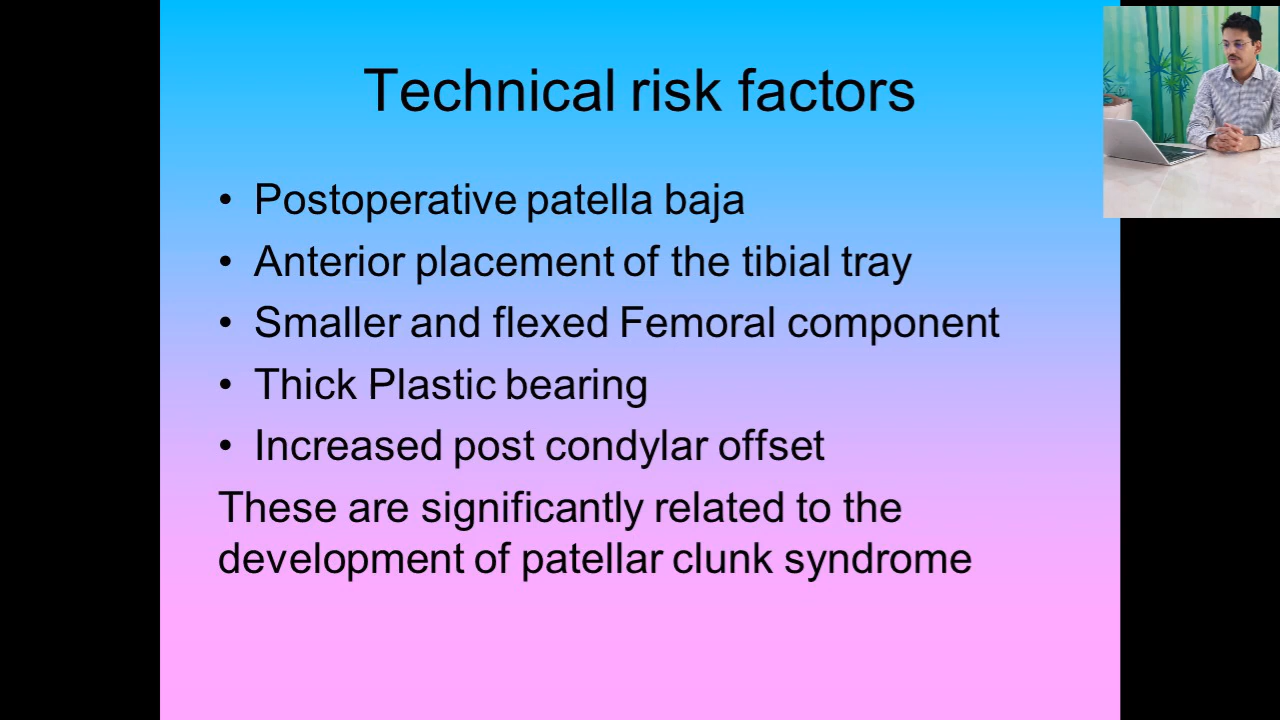 Technical risk factors
• Postoperative patella baja
• Anterior placement of the tibial tray
• Smaller and flexed Femoral component
• Thick Plastic bearing
• Increased post condylar offset
These are significantly related to the
development of patellar clunk syndrome